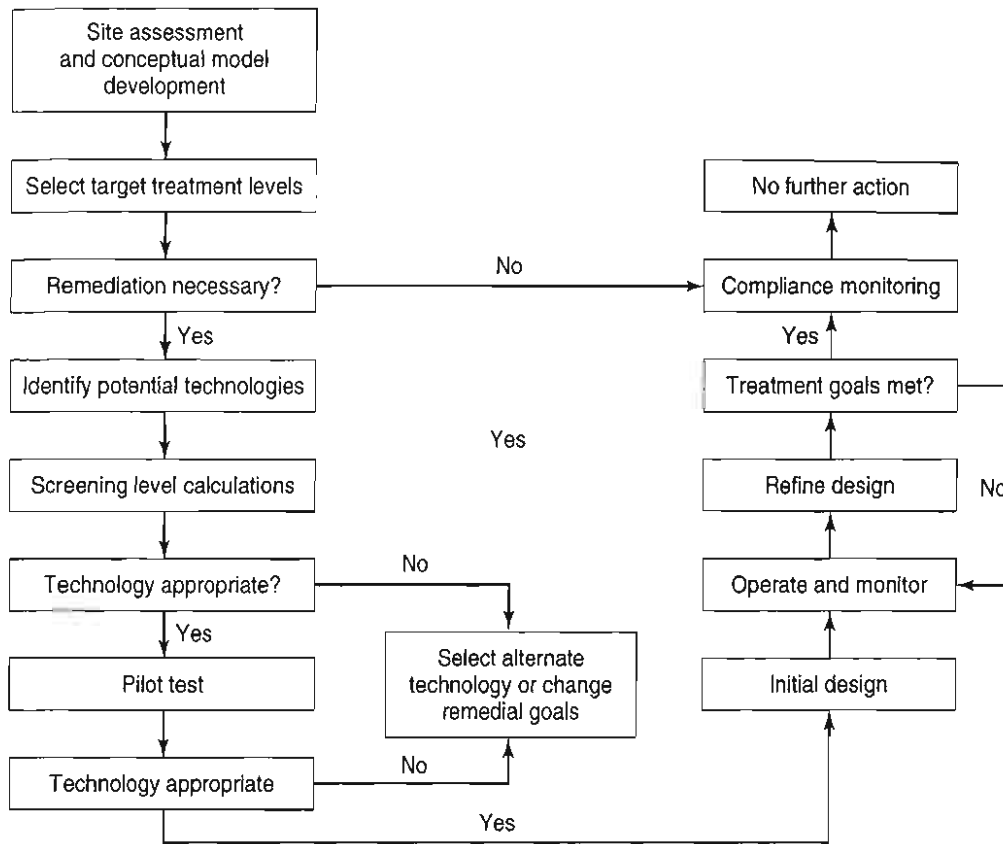 Site assessment
and conceptual model
development
Select target treatment levels
No further action
Remediation necessary?
No
Compliance monitoring
Yes
Yes
Identify potential technologies
Treatment goals met?
Yes
Screening level calculations
Refine design
No
Technology appropriate?
No
Operate and monitor
Yes
Select alternate
technology or change
remedial goals
Pilot test
Initial design
Technology appropriate
No
Yes